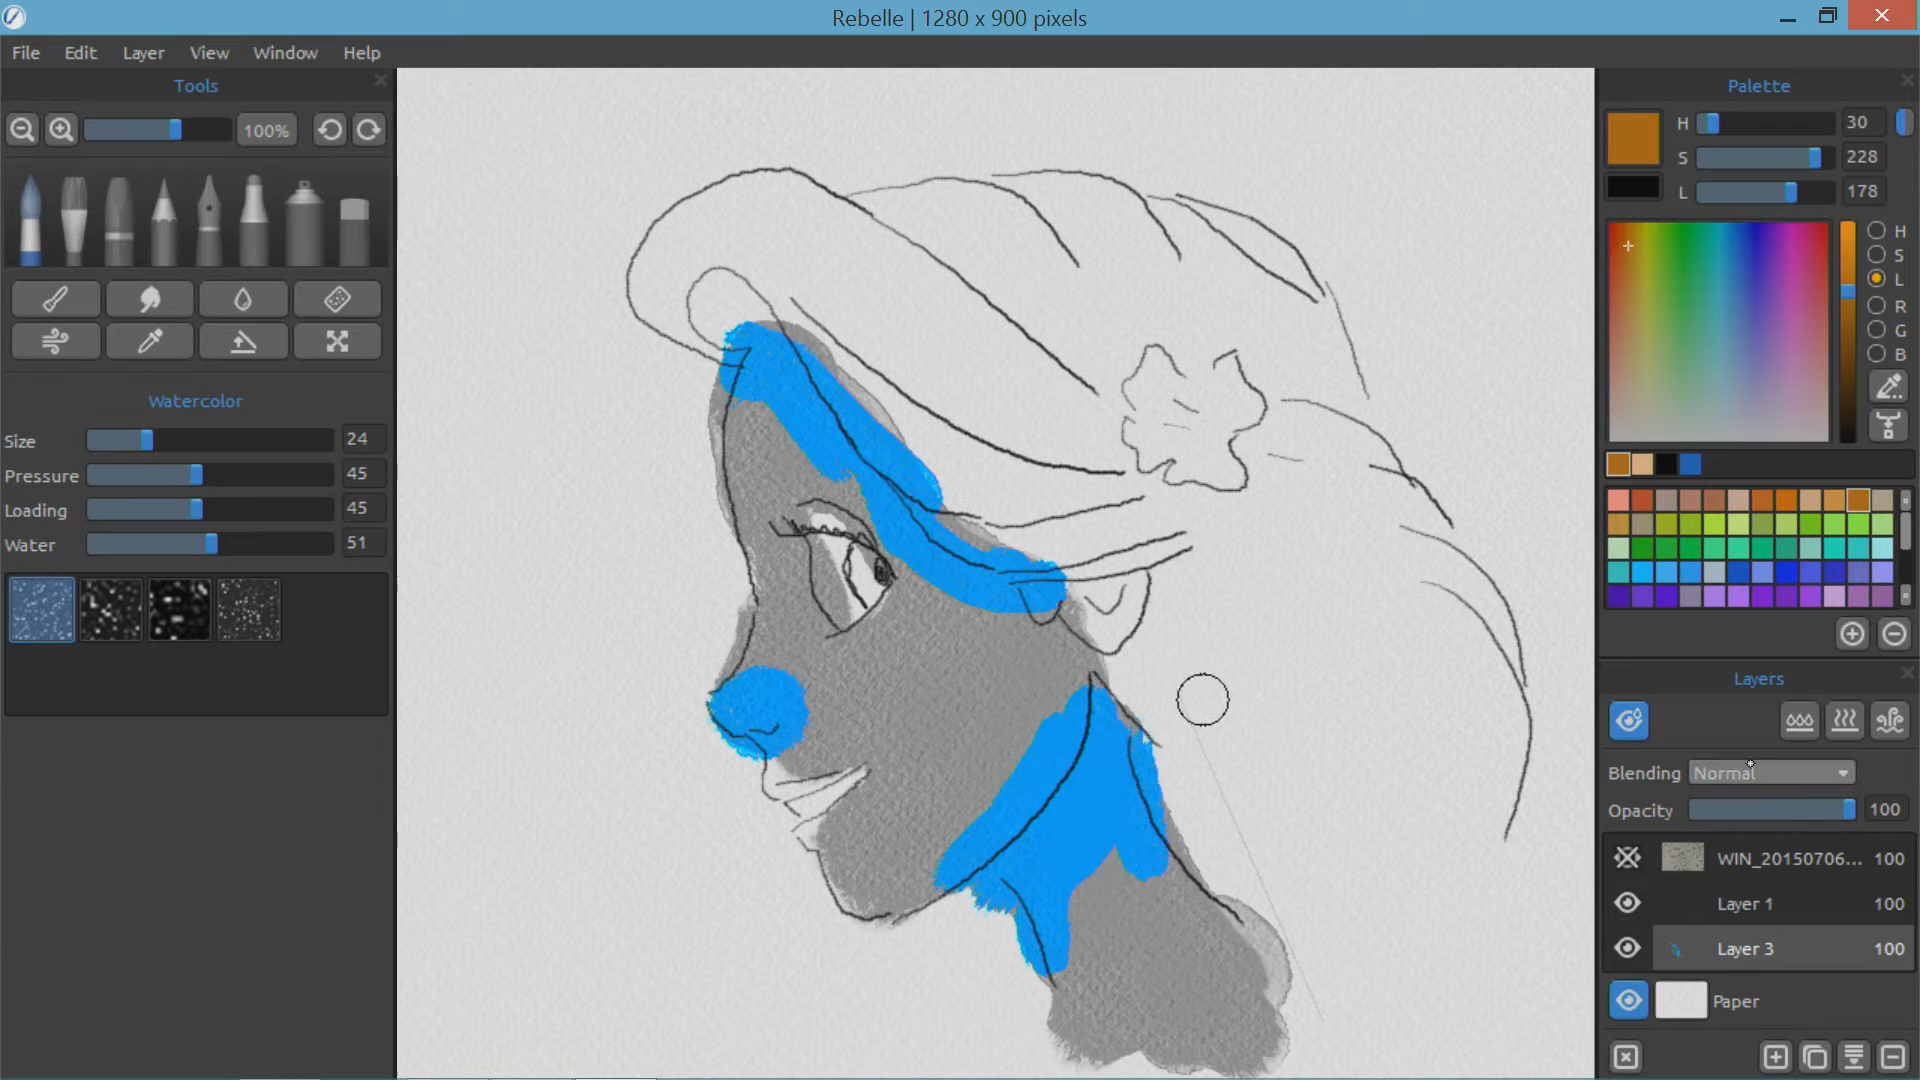 Rebelle | 1280 x 900 pixels
File Edit Layer View Window Help
Tools
100%
Watercolor
Size 24
Pressure 45
Loading 45
Water 51
Palette
H 30
S 228
L 178
H
S
L
R
G
B
Layers
Blending Normal
Opacity 100
WIN_20150706... 100
Layer 1 100
Layer 3 100
Paper